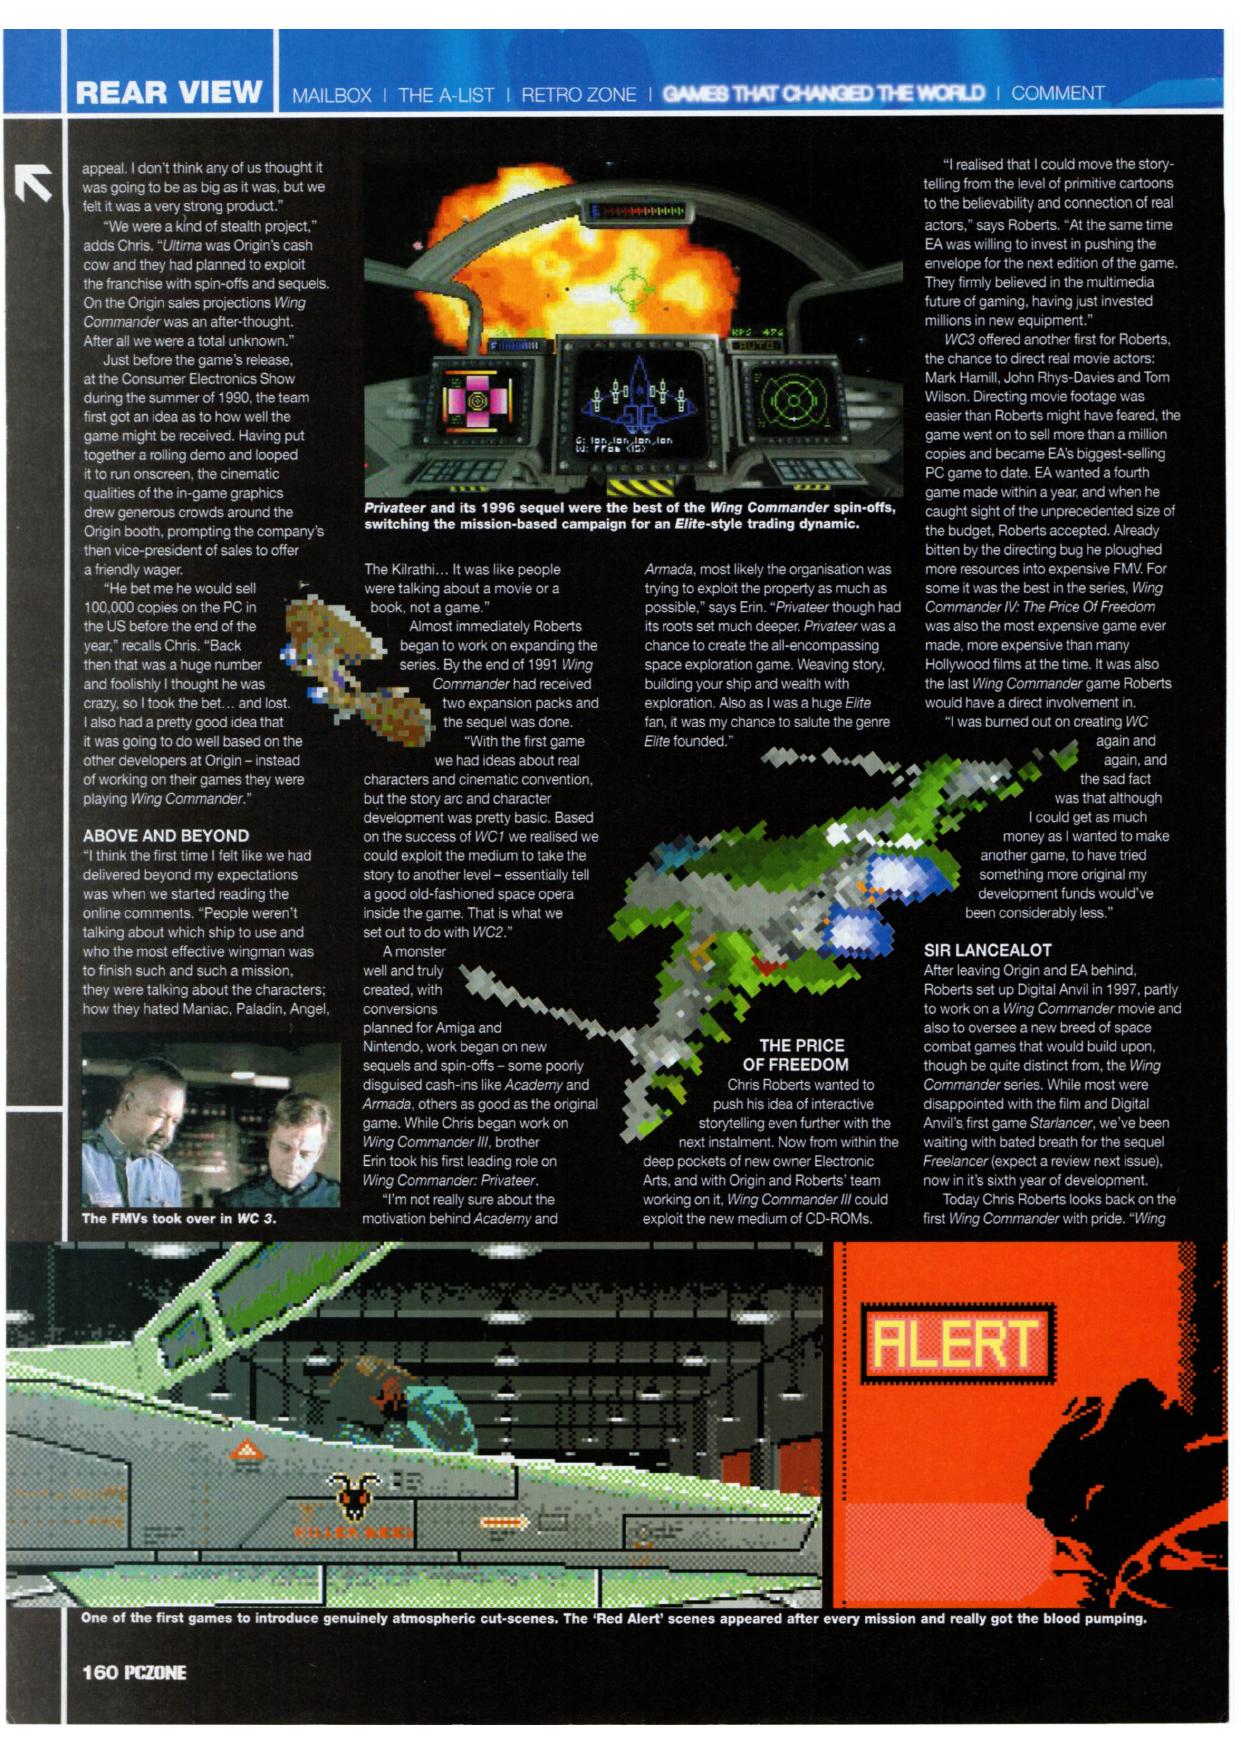 REAR VIEW
MAILBOX | THE A-LIST | RETRO ZONE | GAMES THAT CHANGED THE WORLD | COMMENT
appeal. I don't think any of us thought it
was going to be as big as it was, but we
felt it was a very strong product."
"We were a kind of stealth project,"
adds Chris. "Ultima was Origin's cash
cow and they had planned to exploit
the franchise with spin-offs and sequels.
On the Origin sales projections Wing
Commander was an after-thought.
After all we were a total unknown."
Just before the game's release,
at the Consumer Electronics Show
during the summer of 1990, the team
first got an idea as to how well the
game might be received. Having put
together a rolling demo and looped
it to run onscreen, the cinematic
qualities of the in-game graphics
drew generous crowds around the
Origin booth, prompting the company's
then vice-president of sales to offer
a friendly wager.
"He bet me he would sell
100,000 copies on the PC in
the US before the end of the
year," recalls Chris. "Back
then that was a huge number
and foolishly I thought he was
crazy, so I took the bet... and lost.
I also had a pretty good idea that
it was going to do well based on the
other developers at Origin – instead
of working on their games they were
playing Wing Commander."
ABOVE AND BEYOND
"I think the first time I felt like we had
delivered beyond my expectations
was when we started reading the
online comments. "People weren't
talking about which ship to use and
who the most effective wingman was
to finish such and such a mission,
they were talking about the characters;
how they hated Maniac, Paladin, Angel,
The FMVs took over in WC 3.
KPS 476
AUTO
G: Ion,Ion,Ion,Ion
Privateer and its 1996 sequel were the best of the Wing Commander spin-offs,
switching the mission-based campaign for an Elite-style trading dynamic.
The Kilrathi... It was like people
were talking about a movie or a
book, not a game."
Almost immediately Roberts
began to work on expanding the
series. By the end of 1991 Wing
Commander had received
two expansion packs and
the sequel was done.
"With the first game
we had ideas about real
characters and cinematic convention,
but the story arc and character
development was pretty basic. Based
on the success of WC1 we realised we
could exploit the medium to take the
story to another level – essentially tell
a good old-fashioned space opera
inside the game. That is what we
set out to do with WC2."
A monster
well and truly
created, with
conversions
planned for Amiga and
Nintendo, work began on new
sequels and spin-offs – some poorly
disguised cash-ins like Academy and
Armada, others as good as the original
game. While Chris began work on
Wing Commander III, brother
Erin took his first leading role on
Wing Commander: Privateer.
"I'm not really sure about the
motivation behind Academy and
Armada, most likely the organisation was
trying to exploit the property as much as
possible," says Erin. "Privateer though had
its roots set much deeper. Privateer was a
chance to create the all-encompassing
space exploration game. Weaving story,
building your ship and wealth with
exploration. Also as I was a huge Elite
fan, it was my chance to salute the genre
Elite founded."
THE PRICE
OF FREEDOM
Chris Roberts wanted to
push his idea of interactive
storytelling even further with the
next instalment. Now from within the
deep pockets of new owner Electronic
Arts, and with Origin and Roberts' team
working on it, Wing Commander III could
exploit the new medium of CD-ROMs.
"I realised that I could move the story-
telling from the level of primitive cartoons
to the believability and connection of real
actors," says Roberts. "At the same time
EA was willing to invest in pushing the
envelope for the next edition of the game.
They firmly believed in the multimedia
future of gaming, having just invested
millions in new equipment."
WC3 offered another first for Roberts,
the chance to direct real movie actors:
Mark Hamill, John Rhys-Davies and Tom
Wilson. Directing movie footage was
easier than Roberts might have feared, the
game went on to sell more than a million
copies and became EA's biggest-selling
PC game to date. EA wanted a fourth
game made within a year, and when he
caught sight of the unprecedented size of
the budget, Roberts accepted. Already
bitten by the directing bug he ploughed
more resources into expensive FMV. For
some it was the best in the series, Wing
Commander IV: The Price Of Freedom
was also the most expensive game ever
made, more expensive than many
Hollywood films at the time. It was also
the last Wing Commander game Roberts
would have a direct involvement in.
"I was burned out on creating WC
again and
again, and
the sad fact
was that although
I could get as much
money as I wanted to make
another game, to have tried
something more original my
development funds would've
been considerably less."
SIR LANCEALOT
After leaving Origin and EA behind,
Roberts set up Digital Anvil in 1997, partly
to work on a Wing Commander movie and
also to oversee a new breed of space
combat games that would build upon,
though be quite distinct from, the Wing
Commander series. While most were
disappointed with the film and Digital
Anvil's first game Starlancer, we've been
waiting with bated breath for the sequel
Freelancer (expect a review next issue),
now in it's sixth year of development.
Today Chris Roberts looks back on the
first Wing Commander with pride. "Wing
KILLER BEES
ALERT
One of the first games to introduce genuinely atmospheric cut-scenes. The 'Red Alert' scenes appeared after every mission and really got the blood pumping.
160 PCZONE